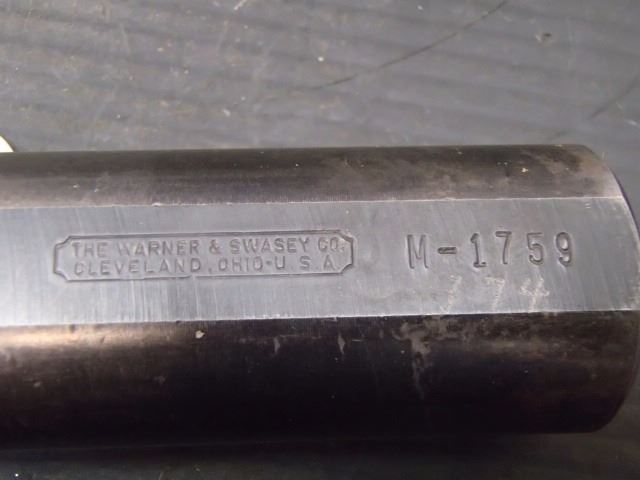 THE WARNER & SWASEY CO.
CLEVELAND, OHIO-U.S.A.
M-1759